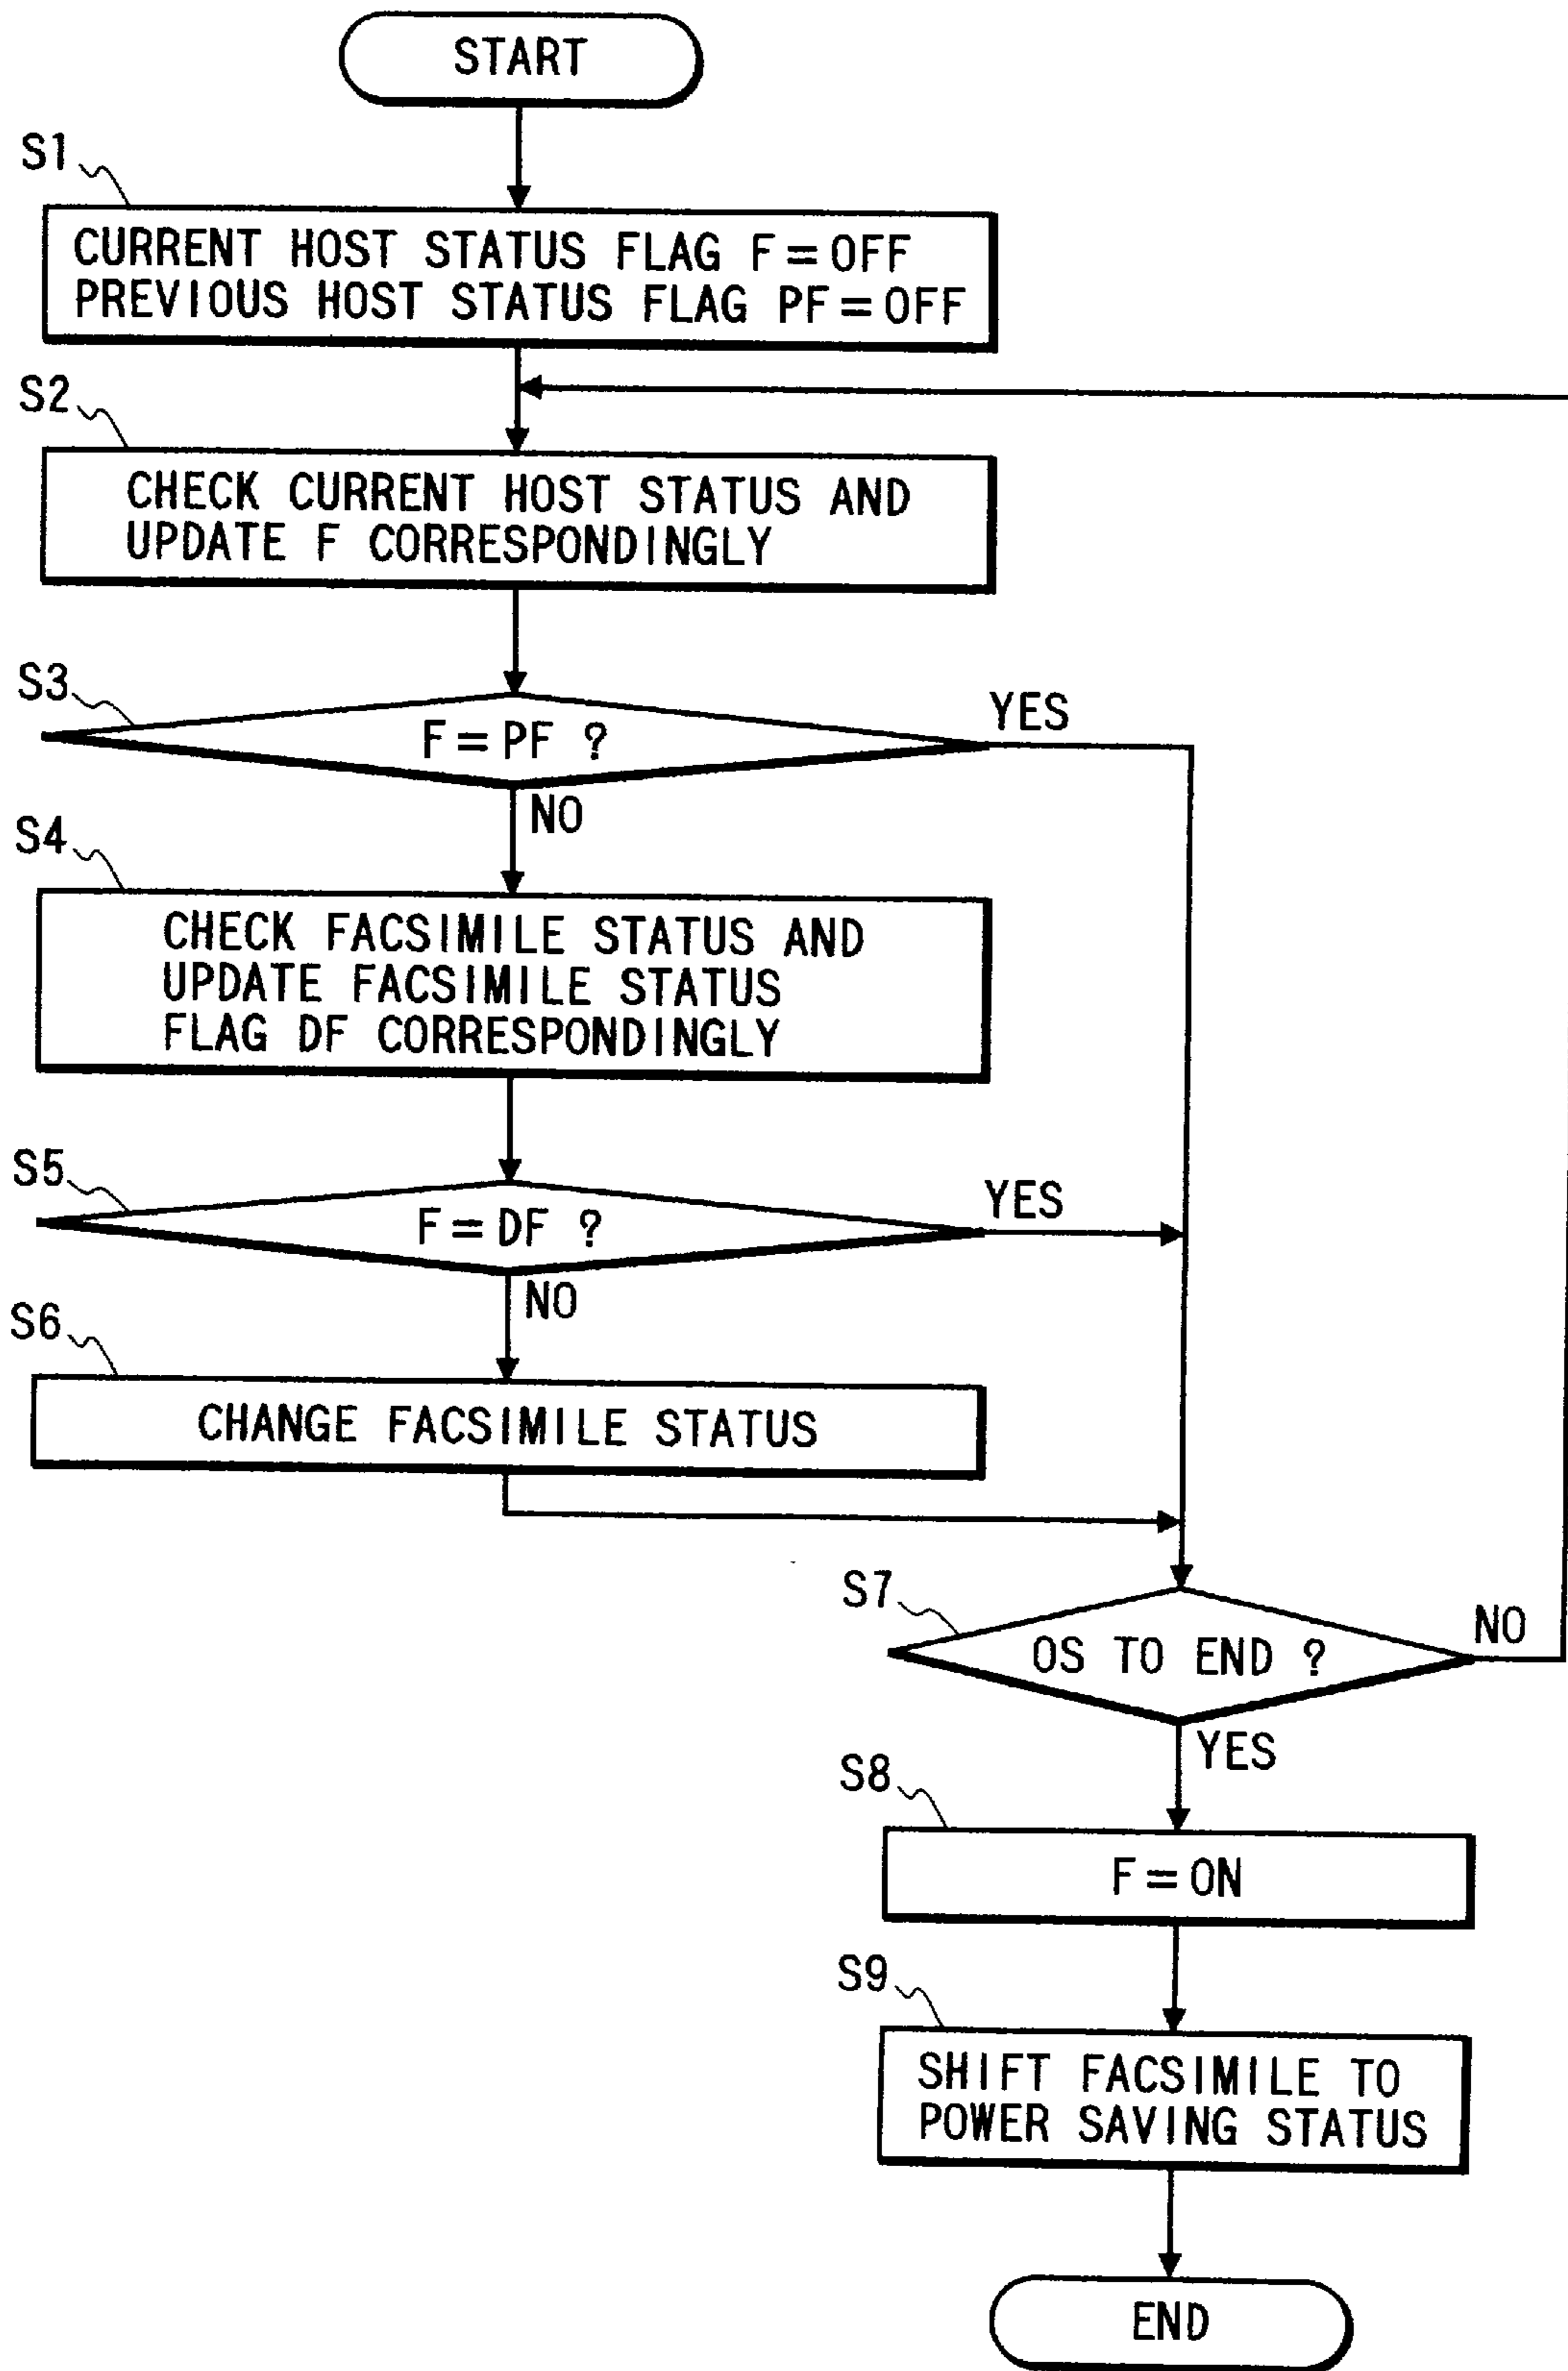 START
S1
CURRENT HOST STATUS FLAG F=OFF
PREVIOUS HOST STATUS FLAG PF=OFF
S2
CHECK CURRENT HOST STATUS AND
UPDATE F CORRESPONDINGLY
S3
F=PF ?
YES
NO
S4
CHECK FACSIMILE STATUS AND
UPDATE FACSIMILE STATUS
FLAG DF CORRESPONDINGLY
S5
F=DF ?
YES
NO
S6
CHANGE FACSIMILE STATUS
S7
OS TO END ?
NO
YES
S8
F=ON
S9
SHIFT FACSIMILE TO
POWER SAVING STATUS
END